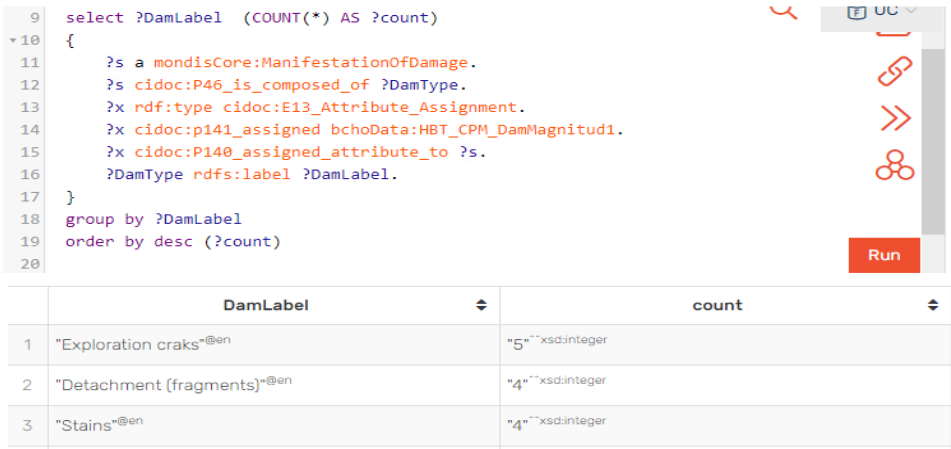 9 select ?DamLabel (COUNT(*) AS ?count)
10 {
11 ?s a mondisCore:ManifestationOfDamage.
12 ?s cidoc:P46_is_composed_of ?DamType.
13 ?x rdf:type cidoc:E13_Attribute_Assignment.
14 ?x cidoc:p141_assigned bchoData:HBT_CPM_DamMagnitud1.
15 ?x cidoc:P140_assigned_attribute_to ?s.
16 ?DamType rdfs:label ?DamLabel.
17 }
18 group by ?DamLabel
19 order by desc (?count)
20
UC
Run
DamLabel count
1 "Exploration craks"@en "5"^^xsd:integer
2 "Detachment (fragments)"@en "4"^^xsd:integer
3 "Stains"@en "4"^^xsd:integer